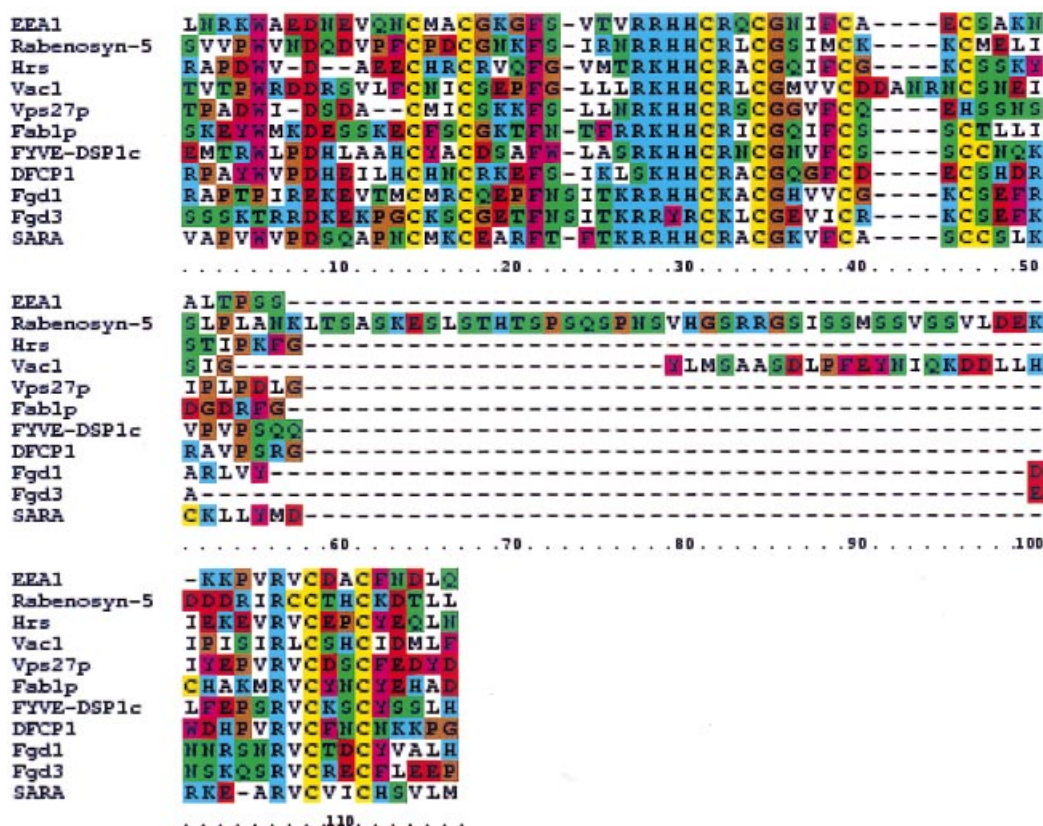 EEA1 LNRKWAEDNEVQNCMACGKGFS-VTVRRHHCRQCGNIFCA----ECSAKN
Rabenosyn-5 SVVPWVNDQDVPFCPDCGNKFS-IRNRRHHCRLCGSIMCK----KCMELI
Hrs RAPDWV-D--AEECHRCRVQFG-VMTRKHHCRACGQIFCG----KCSSKY
Vac1 TVTPWRDDRSVLFCNICSEPFG-LLLRKHHCRLCGMVVCDDANRNCSNEI
Vps27p TPADWI-DSDA--CMICSKKFS-LLNRKHHCRSCGGVFCQ----EHSSNS
Fab1p SKEYWMKDESSKECFSCGKTFN-TFRRKHHCRICGQIFCS----SCTLLI
FYVE-DSP1c EMTRWLPDHLAAHCYACDSAFW-LASRKHHCRNCGNVFCS----SCCNQK
DFCP1 RPAYWVPDHEILHCHNCRKEFS-IKLSKHHCRACGQGFCD----ECSHDR
Fgd1 RAPTPIREKEVTMCMRCQEPFNSITKRRHHCKACGHVVCG----KCSEFR
Fgd3 SSSKTRRDKEKPGCKSCGETFNSITKRRYRCKLCGEVICR----KCSEFK
SARA VAPVWVPDSQAPNCMKCEARFT-FTKRRHHCRACGKVFCA----SCCSLK
. . . . . . . . 10 . . . . . . . . 20 . . . . . . . . 30 . . . . . . . . 40 . . . . . . . . 50
EEA1 ALTPSS--------------------------------------------
Rabenosyn-5 SLPLANKLTSASKESLSTHTSPSQSPNSVHGSRRGSISSMSSVSSVLDEK
Hrs STIPKFG-------------------------------------------
Vac1 SIG-------------------------YLMSAASDLPFEYNIQKDDLLH
Vps27p IPLPDLG-------------------------------------------
Fab1p DGDRFG--------------------------------------------
FYVE-DSP1c VPVPSQQ-------------------------------------------
DFCP1 RAVPSRG-------------------------------------------
Fgd1 ARLVY--------------------------------------------D
Fgd3 A------------------------------------------------E
SARA CKLLYMD-------------------------------------------
. . . . . . . . 60 . . . . . . . . 70 . . . . . . . . 80 . . . . . . . . 90 . . . . . . . . 100
EEA1 -KKPVRVCDACFNDLQ
Rabenosyn-5 DDDRIRCCTHCKDTLL
Hrs IEKEVRVCEPCYEQLN
Vac1 IPISIRLCSHCIDMLF
Vps27p IYEPVRVCDSCFEDYD
Fab1p CHAKMRVCYNCYEHAD
FYVE-DSP1c LFEPSRVCKSCYSSLH
DFCP1 WDHPVRVCFNCNKKPG
Fgd1 NNRSNRVCTDCYVALH
Fgd3 NSKQSRVCRECFLEEP
SARA RKE-ARVCVICHSVLM
. . . . . . . . 110 . . . . . .